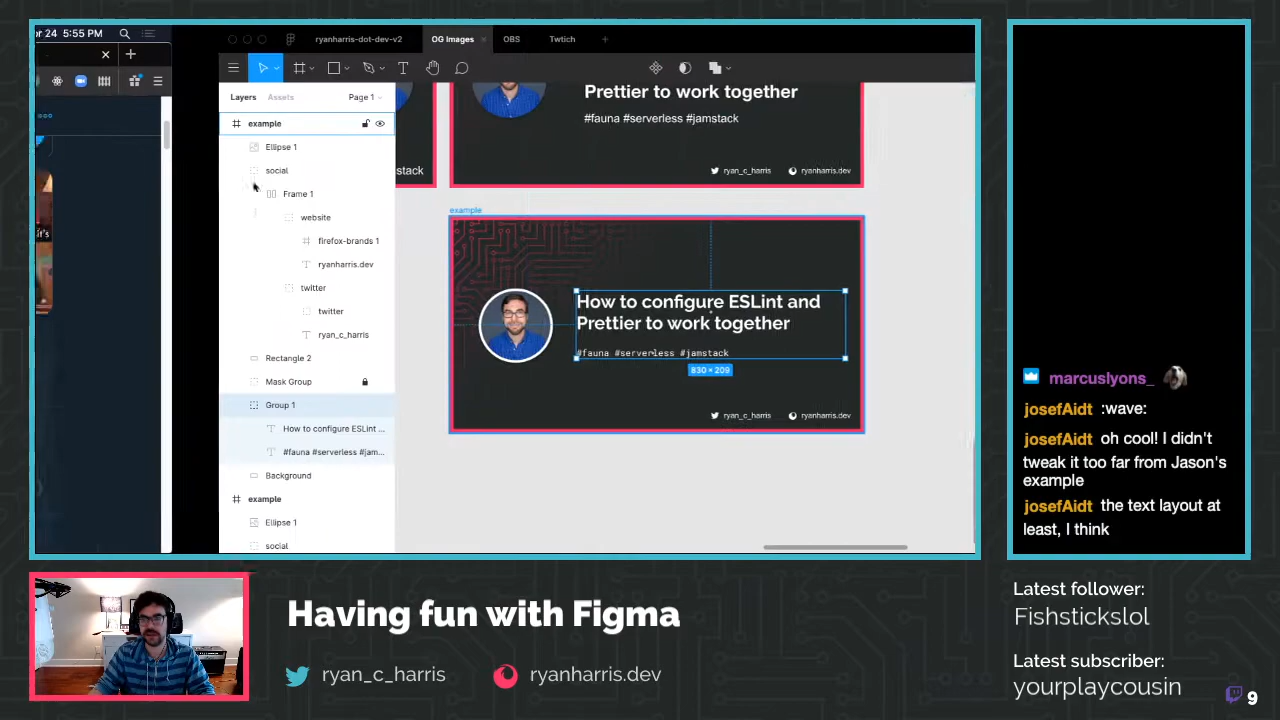 or 24 5:55 PM
ryanharris-dot-dev-v2
OG Images
OBS
Twtich
Layers
Assets
Page 1
example
Ellipse 1
social
Frame 1
website
firefox-brands 1
ryanharris.dev
twitter
twitter
ryan_c_harris
Rectangle 2
Mask Group
Group 1
How to configure ESLint ...
#fauna #serverless #jam...
Background
example
Ellipse 1
social
stack
Prettier to work together
#fauna #serverless #jamstack
ryan_c_harris
ryanharris.dev
example
How to configure ESLint and
Prettier to work together
#fauna #serverless #jamstack
830 × 209
ryan_c_harris
ryanharris.dev
marcuslyons_
josefAidt :wave:
josefAidt oh cool! I didn't
tweak it too far from Jason's
example
josefAidt the text layout at
least, I think
Having fun with Figma
ryan_c_harris
ryanharris.dev
Latest follower:
Fishstickslol
Latest subscriber:
yourplaycousin
9